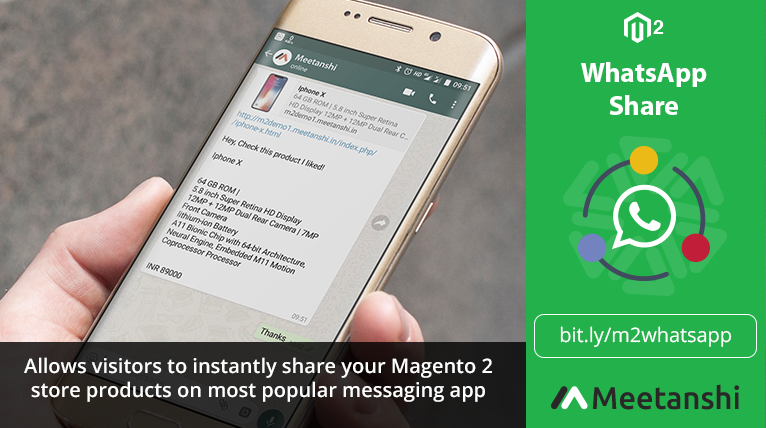 09:51
Meetanshi
online
Iphone X
64 GB ROM | 5.8 inch Super Retina
HD Display 12MP + 12MP Dual Rear C...
m2demo1.meetanshi.in
http://m2demo1.meetanshi.in/index.php/
iphone-x.html
Hey, Check this product I liked!
Iphone X
64 GB ROM |
5.8 inch Super Retina HD Display
12MP + 12MP Dual Rear Camera | 7MP
Front Camera
lithium-ion Battery
A11 Bionic Chip with 64-bit Architecture,
Neural Engine, Embedded M11 Motion
Coprocessor Processor
INR 89000
09:51
Thanks
Allows visitors to instantly share your Magento 2
store products on most popular messaging app
2
WhatsApp
Share
bit.ly/m2whatsapp
Meetanshi